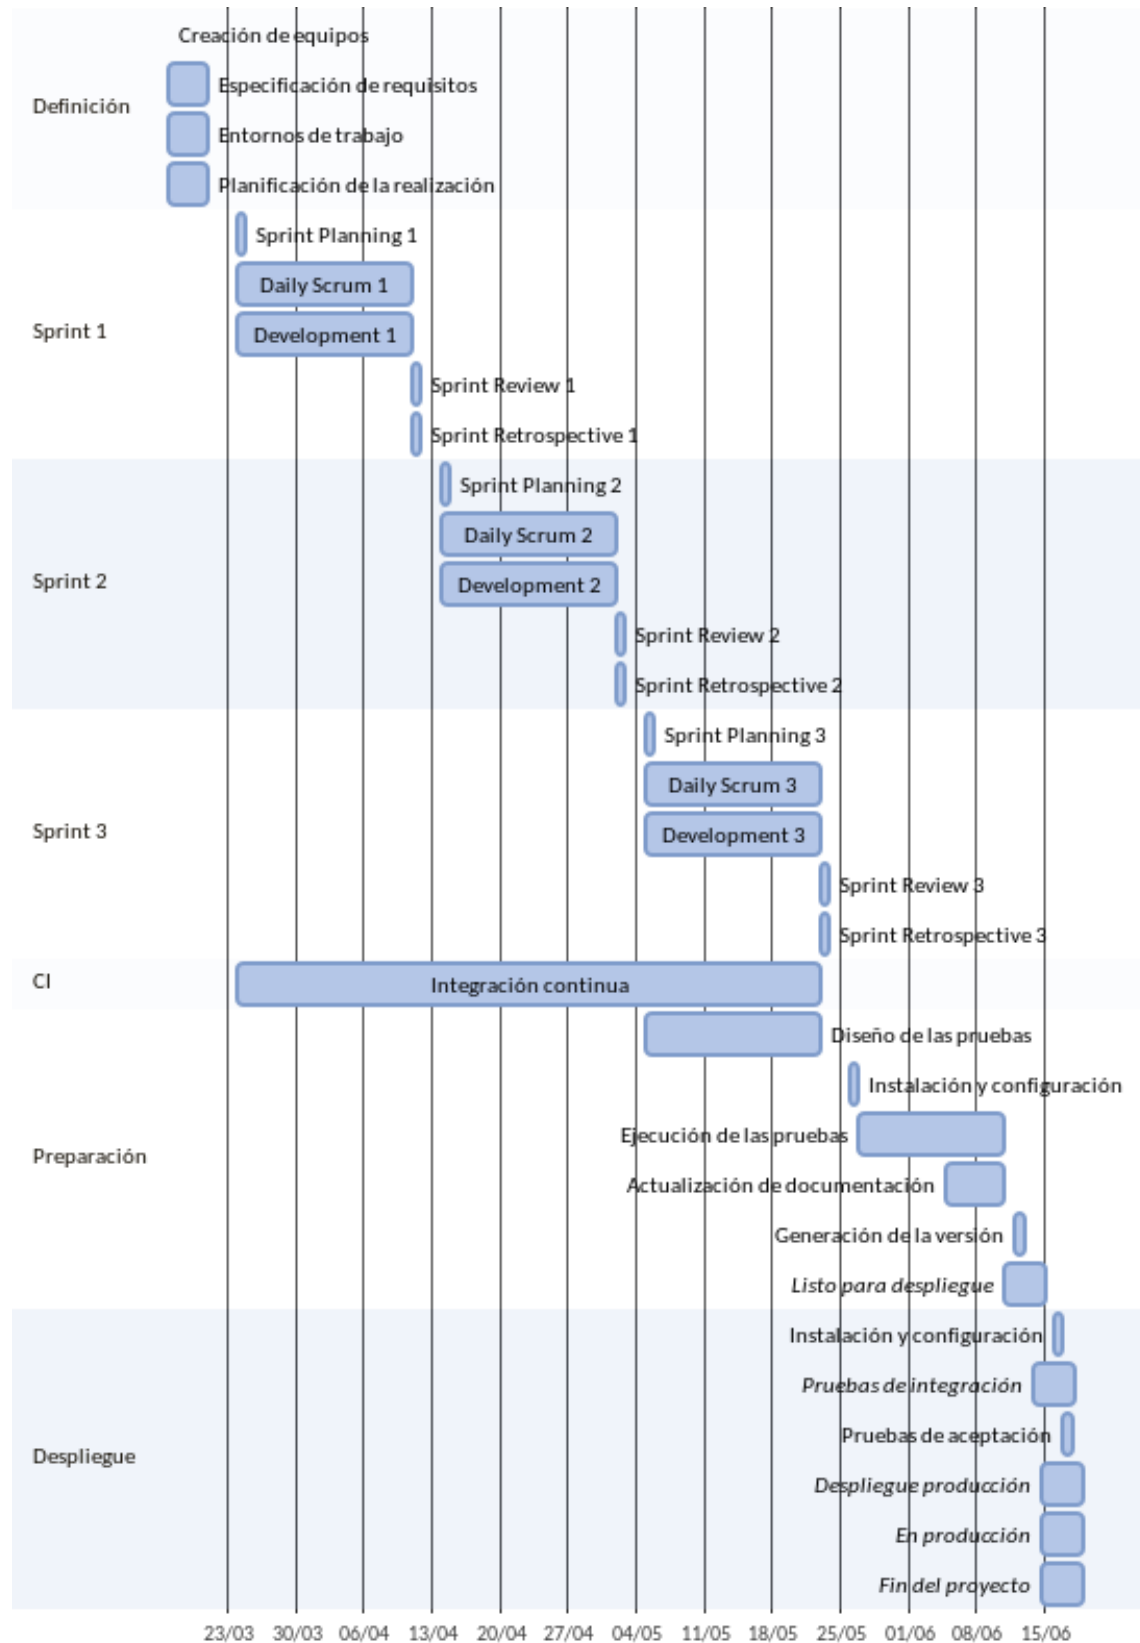 Creación de equipos
Especificación de requisitos
Definición
Entornos de trabajo
Planificación de la realización
Sprint Planning 1
Daily Scrum 1
Sprint 1
Development 1
Sprint Review 1
Sprint Retrospective 1
Sprint Planning 2
Daily Scrum 2
Sprint 2
Development 2
Sprint Review 2
Sprint Retrospective 2
Sprint Planning 3
Daily Scrum 3
Sprint 3
Development 3
Sprint Review 3
Sprint Retrospective 3
CI
Integración continua
Diseño de las pruebas
Instalación y configuración
Ejecución de las pruebas
Preparación
Actualización de documentación
Generación de la versión
Listo para despliegue
Instalación y configuración
Pruebas de integración
Pruebas de aceptación
Despliegue
Despliegue producción
En producción
Fin del proyecto
23/03 30/03 06/04 13/04 20/04 27/04 04/05 11/05 18/05 25/05 01/06 08/06 15/06